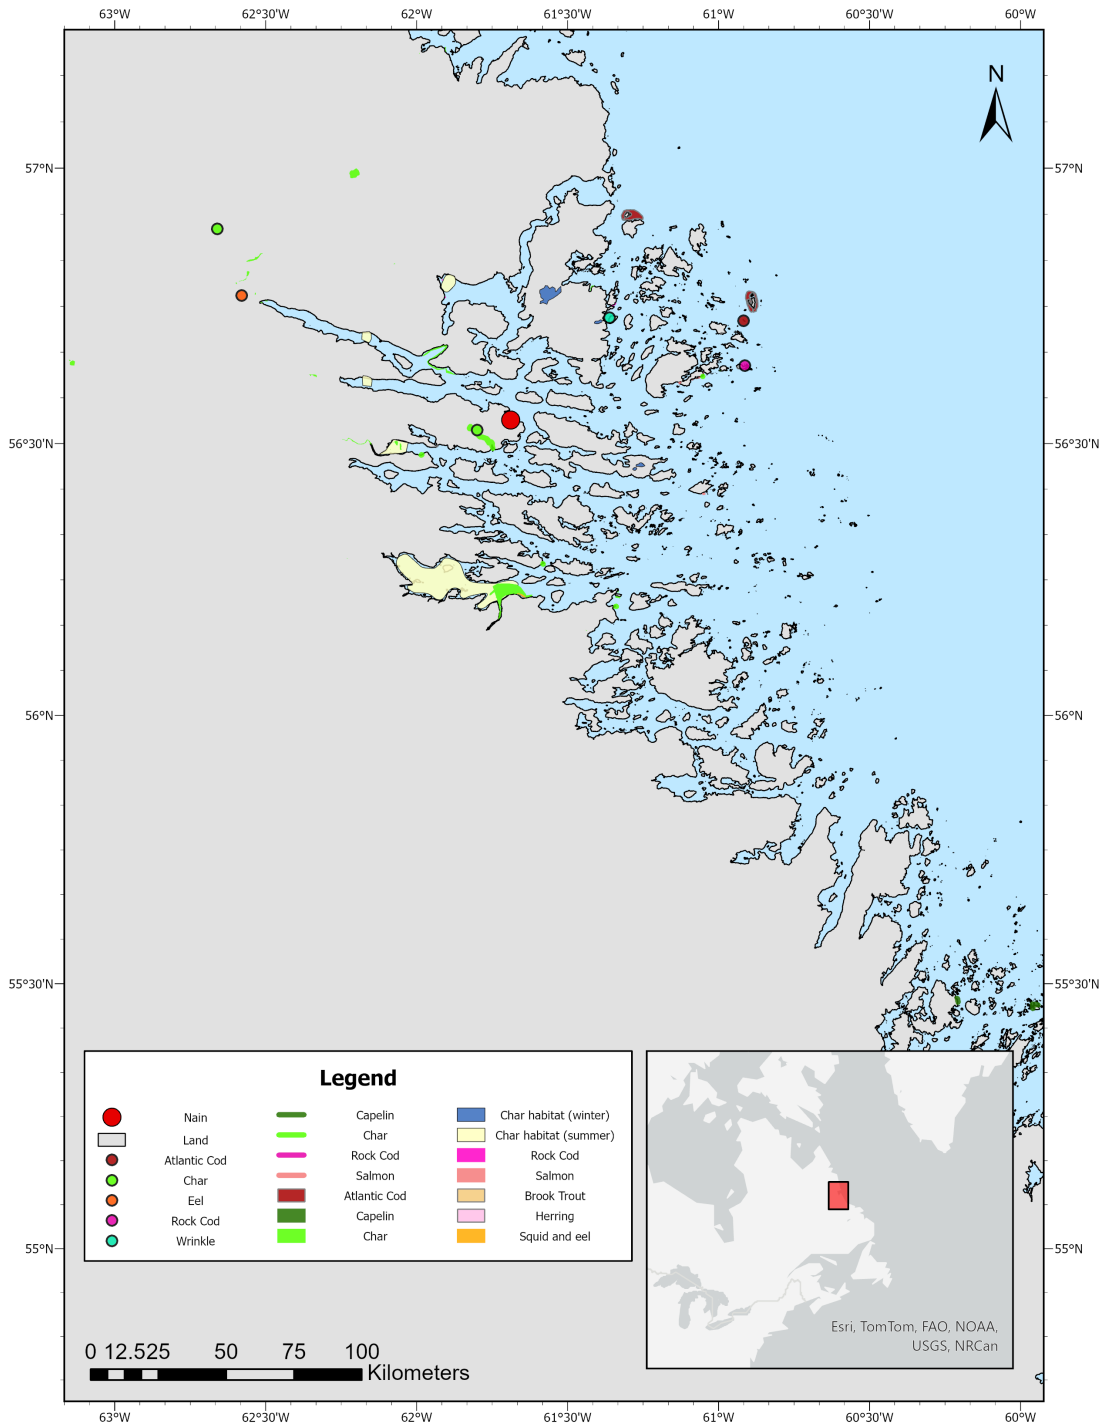 63°W 62°30'W 62°W 61°30'W 61°W 60°30'W 60°W
N
57°N 57°N
56°30'N 56°30'N
56°N 56°N
55°30'N 55°30'N
55°N 55°N
Legend
Nain
Land
Atlantic Cod
Char
Eel
Rock Cod
Wrinkle
Capelin
Char
Rock Cod
Salmon
Atlantic Cod
Capelin
Char
Char habitat (winter)
Char habitat (summer)
Rock Cod
Salmon
Brook Trout
Herring
Squid and eel
Esri, TomTom, FAO, NOAA,
USGS, NRCan
0 12.525 50 75 100
Kilometers
63°W 62°30'W 62°W 61°30'W 61°W 60°30'W 60°W